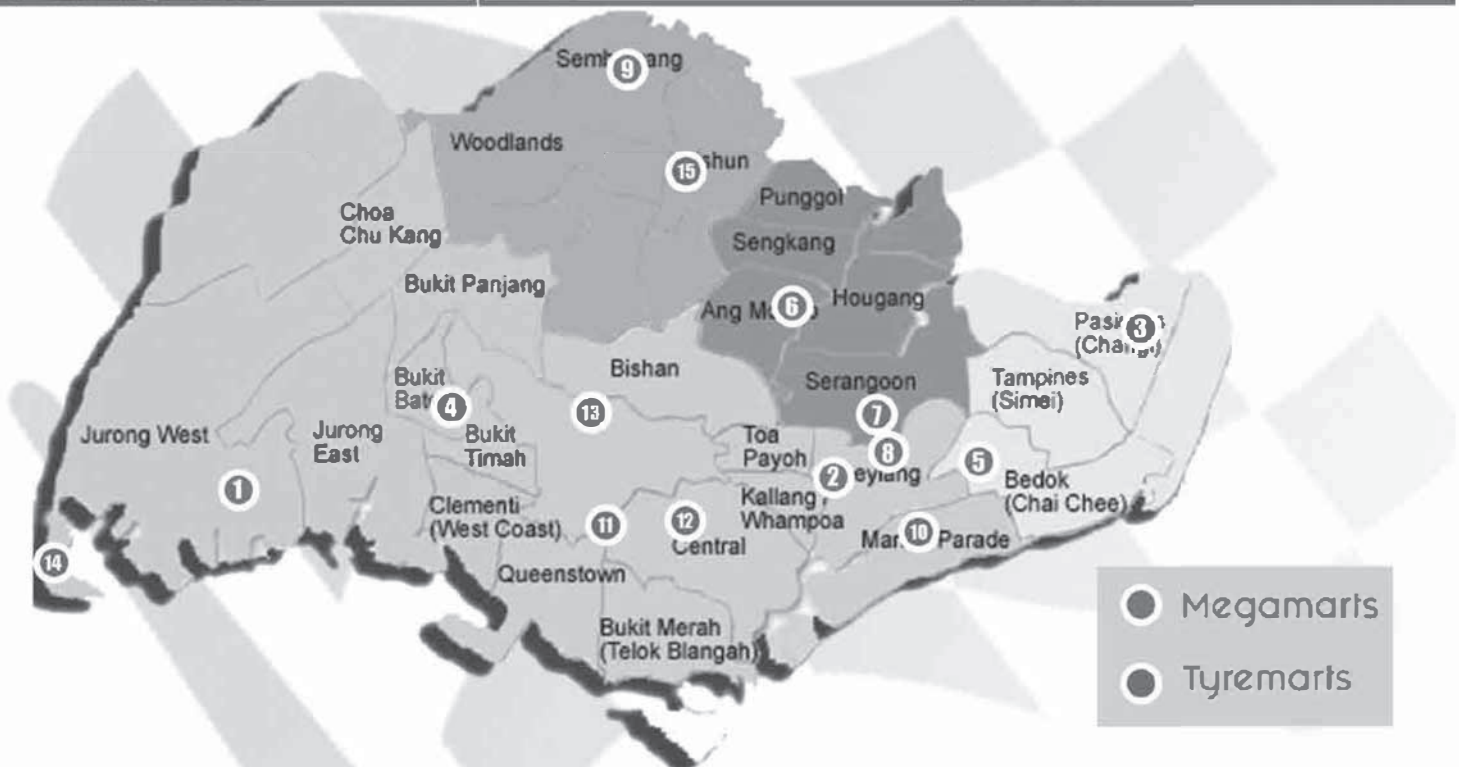 9
Woodlands
15
Punggol
Choa
Chu Kang
Sengkang
Bukit Panjang
Ang
6
Hougang
3
Bishan
Tampines
(Simei)
Serangoon
Bukit
4
13
7
Jurong West
Jurong
East
Bukit
Timah
Toa
Payoh
8
2
5
Bedok
(Chai Chee)
1
Clementi
(West Coast)
11
12
Kallang /
Whampoa
Central
10
Parade
14
Queenstown
Bukit Merah
(Telok Blangah)
Megamarts
Tyremarts